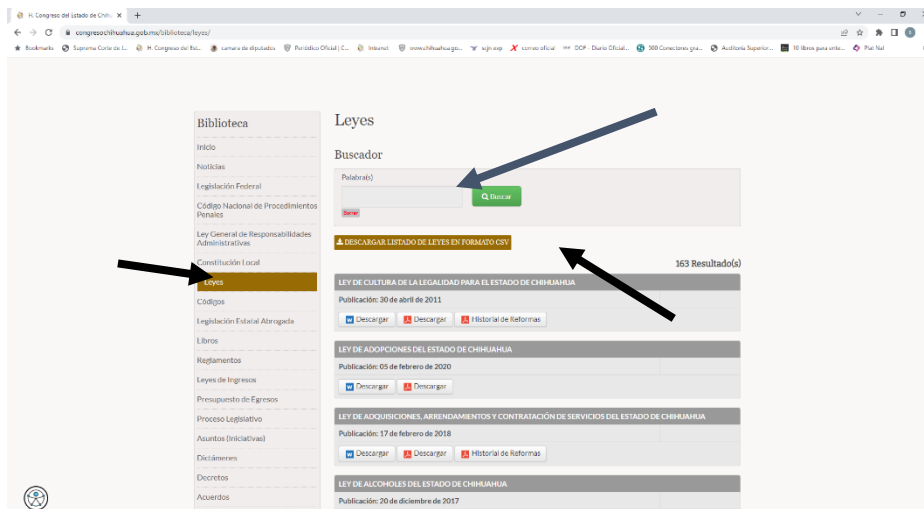 H. Congreso del Estado de Chihu
congresochihuahua.gob.mx/biblioteca/leyes/
Bookmarks
Suprema Corte de L...
H. Congreso del Est...
camara de diputados
Periódico Oficial | C...
Intranet
www.chihuahua.go...
scjn exp
correo oficial
DOF - Diario Oficial...
300 Conectores gra...
Auditoría Superior...
10 libros para ente...
Plat Nal
Biblioteca
Inicio
Noticias
Legislación Federal
Código Nacional de Procedimientos
Penales
Ley General de Responsabilidades
Administrativas
Constitución Local
Leyes
Códigos
Legislación Estatal Abrogada
Libros
Reglamentos
Leyes de Ingresos
Presupuesto de Egresos
Proceso Legislativo
Asuntos (Iniciativas)
Dictámenes
Decretos
Acuerdos
Leyes
Buscador
Palabra(s)
Buscar
Borrar
DESCARGAR LISTADO DE LEYES EN FORMATO CSV
163 Resultado(s)
LEY DE CULTURA DE LA LEGALIDAD PARA EL ESTADO DE CHIHUAHUA
Publicación: 30 de abril de 2011
Descargar Descargar Historial de Reformas
LEY DE ADOPCIONES DEL ESTADO DE CHIHUAHUA
Publicación: 05 de febrero de 2020
Descargar Descargar
LEY DE ADQUISICIONES, ARRENDAMIENTOS Y CONTRATACIÓN DE SERVICIOS DEL ESTADO DE CHIHUAHUA
Publicación: 17 de febrero de 2018
Descargar Descargar Historial de Reformas
LEY DE ALCOHOLES DEL ESTADO DE CHIHUAHUA
Publicación: 20 de diciembre de 2017